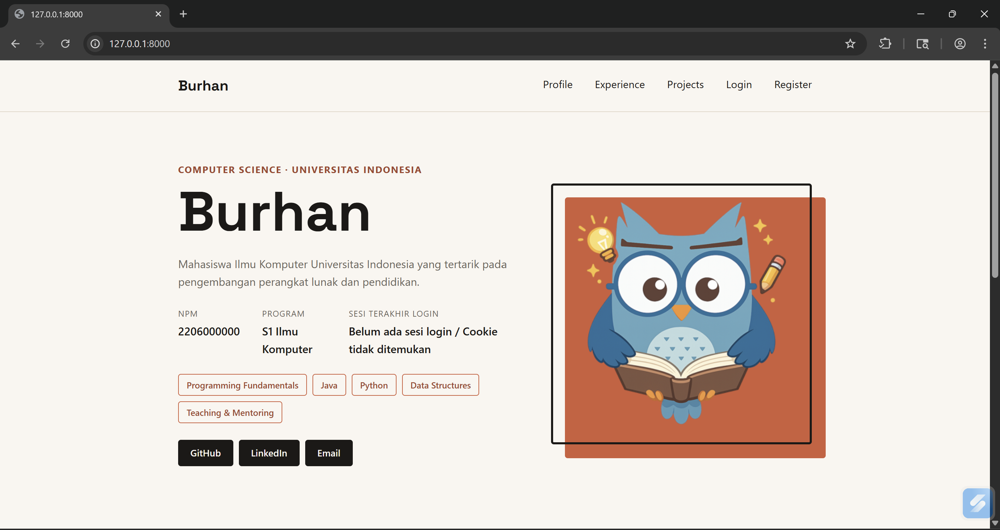 127.0.0.1:8000
127.0.0.1:8000
Burhan
Profile Experience Projects Login Register
COMPUTER SCIENCE · UNIVERSITAS INDONESIA
Burhan
Mahasiswa Ilmu Komputer Universitas Indonesia yang tertarik pada
pengembangan perangkat lunak dan pendidikan.
NPM
2206000000
PROGRAM
S1 Ilmu
Komputer
SESI TERAKHIR LOGIN
Belum ada sesi login / Cookie
tidak ditemukan
Programming Fundamentals Java Python Data Structures
Teaching & Mentoring
GitHub LinkedIn Email